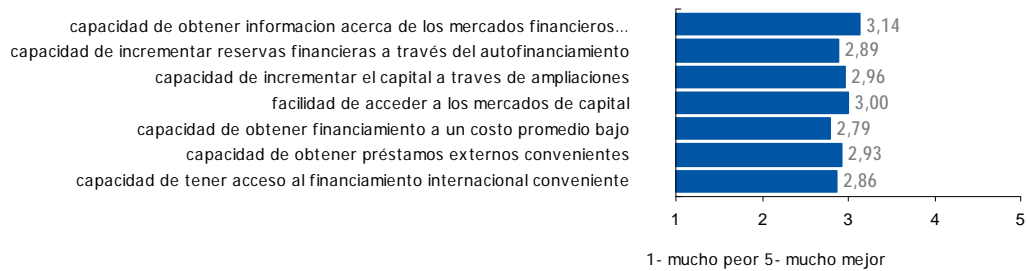 capacidad de obtener informacion acerca de los mercados financieros...
3,14
capacidad de incrementar reservas financieras a través del autofinanciamiento
2,89
capacidad de incrementar el capital a traves de ampliaciones
2,96
facilidad de acceder a los mercados de capital
3,00
capacidad de obtener financiamiento a un costo promedio bajo
2,79
capacidad de obtener préstamos externos convenientes
2,93
capacidad de tener acceso al financiamiento internacional conveniente
2,86
1 2 3 4 5
1- mucho peor 5- mucho mejor